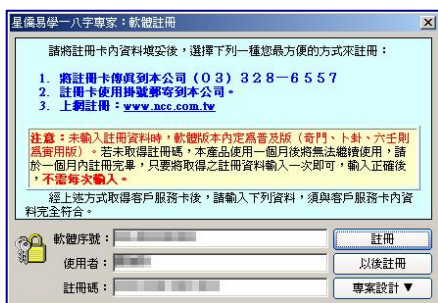 星僑易學－八字專家：軟體註冊
請將註冊卡內資料填妥後，選擇下列一種您最方便的方
式來註冊：
1. 將註冊卡傳真到本公司（０３）３２８－６５５７
2. 註冊卡使用掛號郵寄到本公司。
3. 上網註冊：www.ncc.com.tw
注意：未輸入註冊資料時，軟體版本內定為普及版（奇門、卜卦、六壬則
為實用版）。若未取得註冊碼，本產品使用一個月後將無法繼續使用，請
於一個月內註冊完畢，只要將取得之註冊資料輸入一次即可，輸入正確後
，不需每次輸入。
經上述方式取得客戶服務卡後，請輸入下列資料，須與客戶服務卡內資
料完全符合。
軟體序號：
註冊
使用者：
以後註冊
註冊碼：
專案設計 ▼